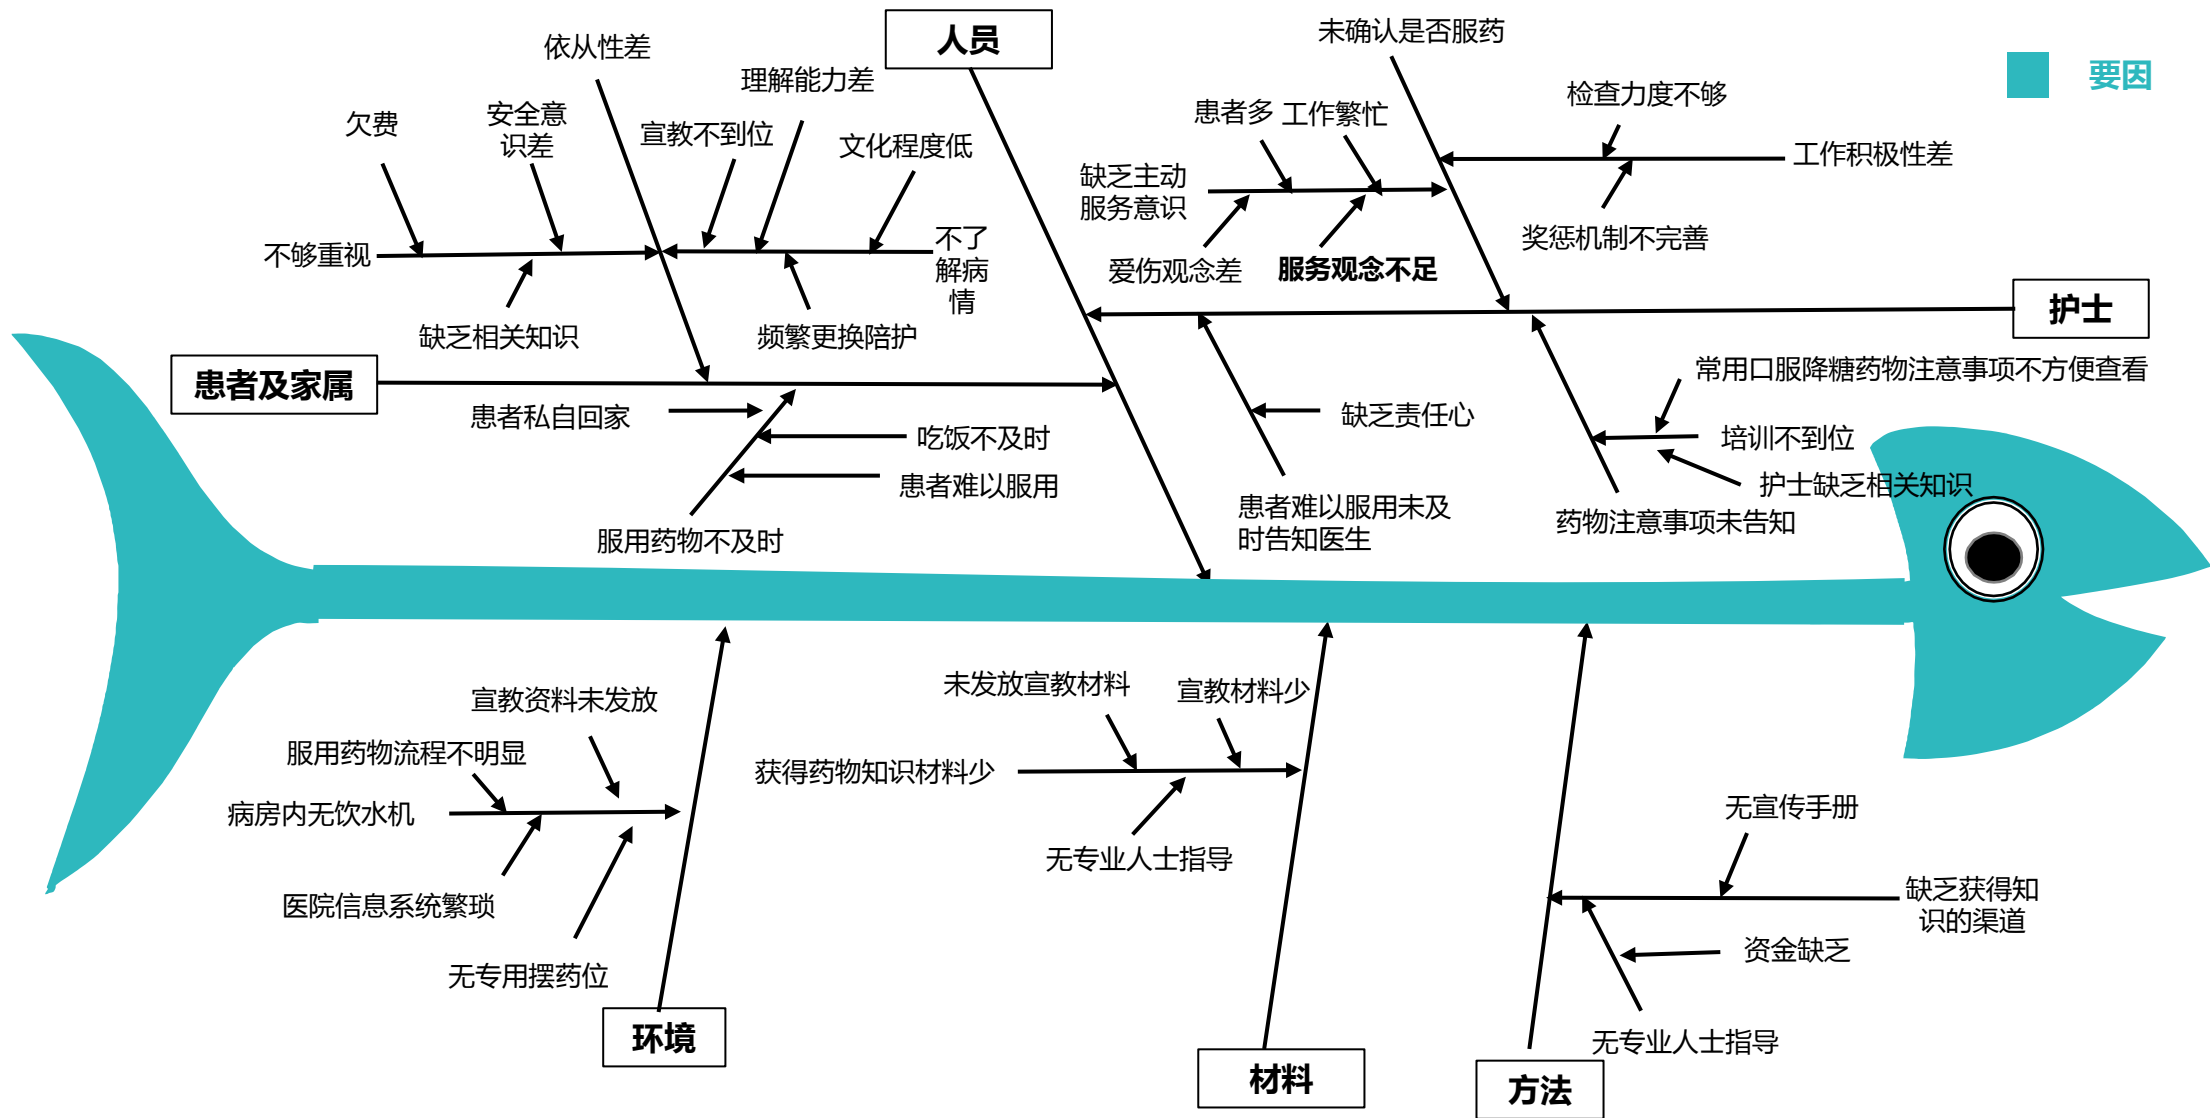 人员
未确认是否服药
依从性差
要因
理解能力差
检查力度不够
欠费
安全意
识差
宣教不到位
患者多
工作繁忙
文化程度低
工作积极性差
缺乏主动
服务意识
不够重视
不了
解病
情
爱伤观念差
服务观念不足
奖惩机制不完善
缺乏相关知识
频繁更换陪护
护士
患者及家属
常用口服降糖药物注意事项不方便查看
患者私自回家
缺乏责任心
吃饭不及时
培训不到位
患者难以服用
护士缺乏相关知识
服用药物不及时
患者难以服用未及
时告知医生
药物注意事项未告知
宣教资料未发放
未发放宣教材料
宣教材料少
服用药物流程不明显
获得药物知识材料少
病房内无饮水机
无宣传手册
无专业人士指导
医院信息系统繁琐
缺乏获得知
识的渠道
资金缺乏
无专用摆药位
环境
无专业人士指导
材料
方法